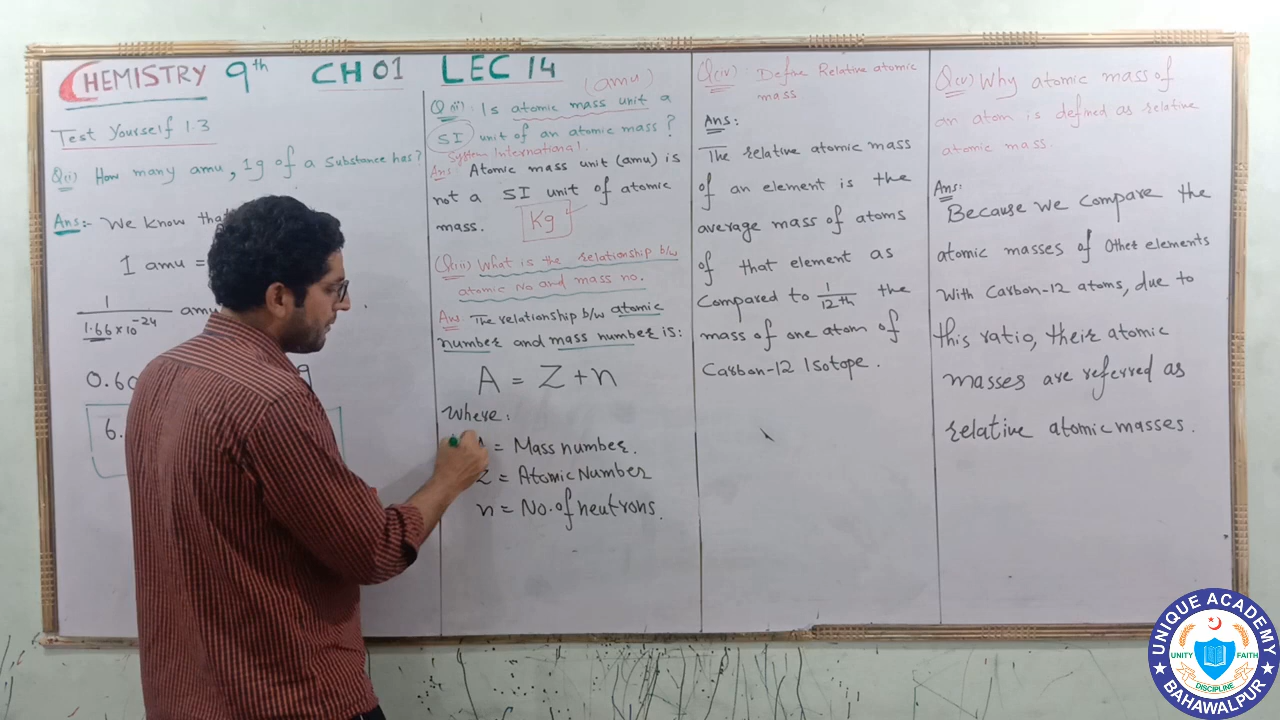 CHEMISTRY 9th CH 01 LEC 14
Test Yourself 1.3
Q(i) How many amu, 1g of a substance has?
Ans:- We know tha
1 amu =
1
1.66×10-24 amu
0.60
g
6.
(amu)
Q(ii): Is atomic mass unit a
SI unit of an atomic mass?
System International.
Ans: Atomic mass unit (amu) is
not a SI unit of atomic
mass. Kg
Q(iii) What is the relationship b/w
atomic No and mass no.
Ans: The relationship b/w atomic
number and mass number is:
A = Z + n
Where:
A = Mass number.
Z = Atomic Number
n = No. of neutrons.
Q(iv): Define Relative atomic
mass
Ans:
The relative atomic mass
of an element is the
average mass of atoms
of that element as
Compared to 1/12th the
mass of one atom of
Carbon-12 Isotope.
Q(v) Why atomic mass of
an atom is defined as relative
atomic mass.
Ans:
Because we compare the
atomic masses of Other elements
with Carbon-12 atoms, due to
this ratio, their atomic
masses are referred as
relative atomic masses.
UNIQUE ACADEMY
UNITY FAITH
DISCIPLINE
★ BAHAWALPUR ★